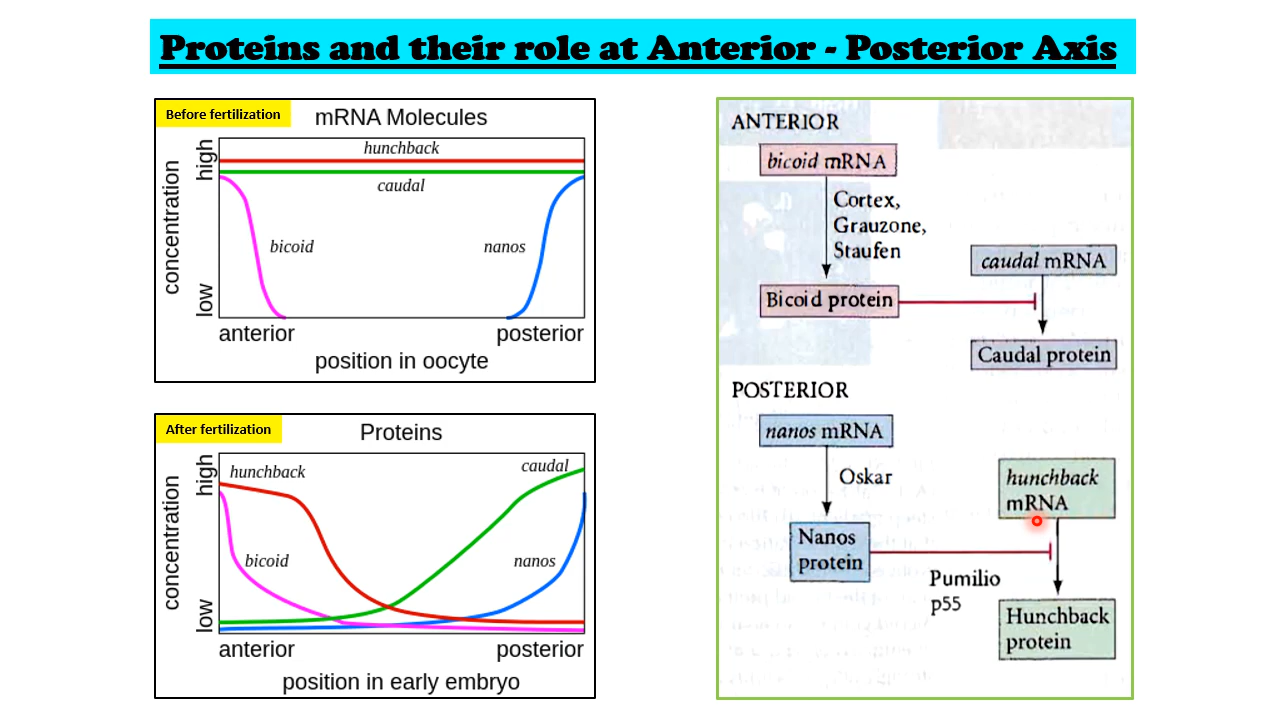 Proteins and their role at Anterior - Posterior Axis
Before fertilization
mRNA Molecules
hunchback
caudal
bicoid
nanos
high
low
concentration
anterior
posterior
position in oocyte
After fertilization
Proteins
hunchback
caudal
bicoid
nanos
high
low
concentration
anterior
posterior
position in early embryo
ANTERIOR
bicoid mRNA
Cortex,
Grauzone,
Staufen
caudal mRNA
Bicoid protein
Caudal protein
POSTERIOR
nanos mRNA
Oskar
hunchback
mRNA
Nanos
protein
Pumilio
p55
Hunchback
protein